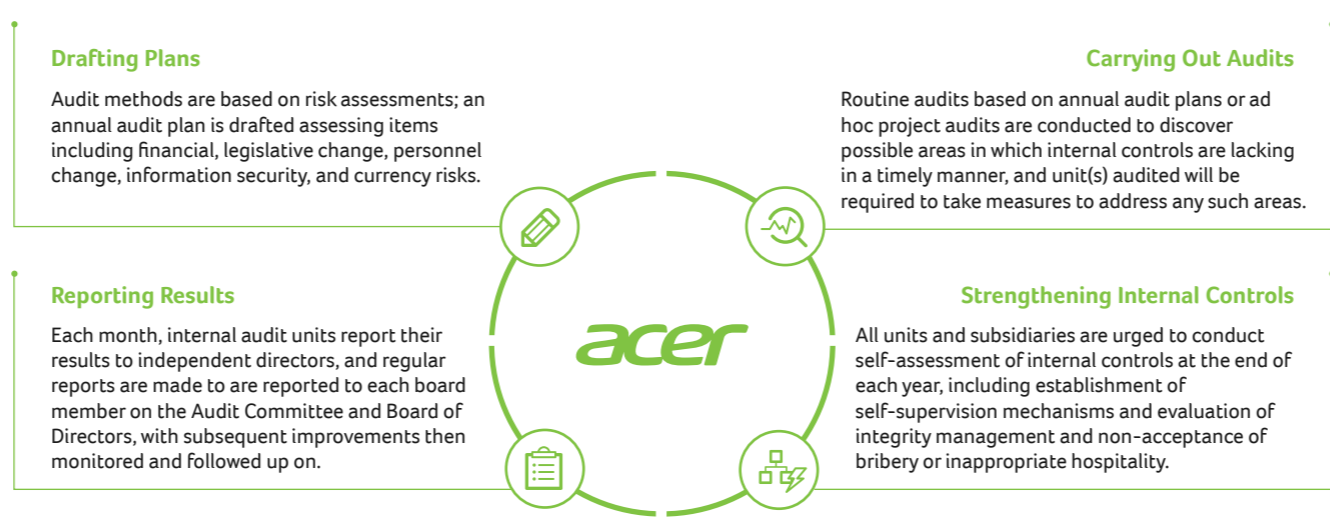 Drafting Plans
Audit methods are based on risk assessments; an
annual audit plan is drafted assessing items
including financial, legislative change, personnel
change, information security, and currency risks.
Carrying Out Audits
Routine audits based on annual audit plans or ad
hoc project audits are conducted to discover
possible areas in which internal controls are lacking
in a timely manner, and unit(s) audited will be
required to take measures to address any such areas.
acer
Reporting Results
Each month, internal audit units report their
results to independent directors, and regular
reports are made to are reported to each board
member on the Audit Committee and Board of
Directors, with subsequent improvements then
monitored and followed up on.
Strengthening Internal Controls
All units and subsidiaries are urged to conduct
self-assessment of internal controls at the end of
each year, including establishment of
self-supervision mechanisms and evaluation of
integrity management and non-acceptance of
bribery or inappropriate hospitality.